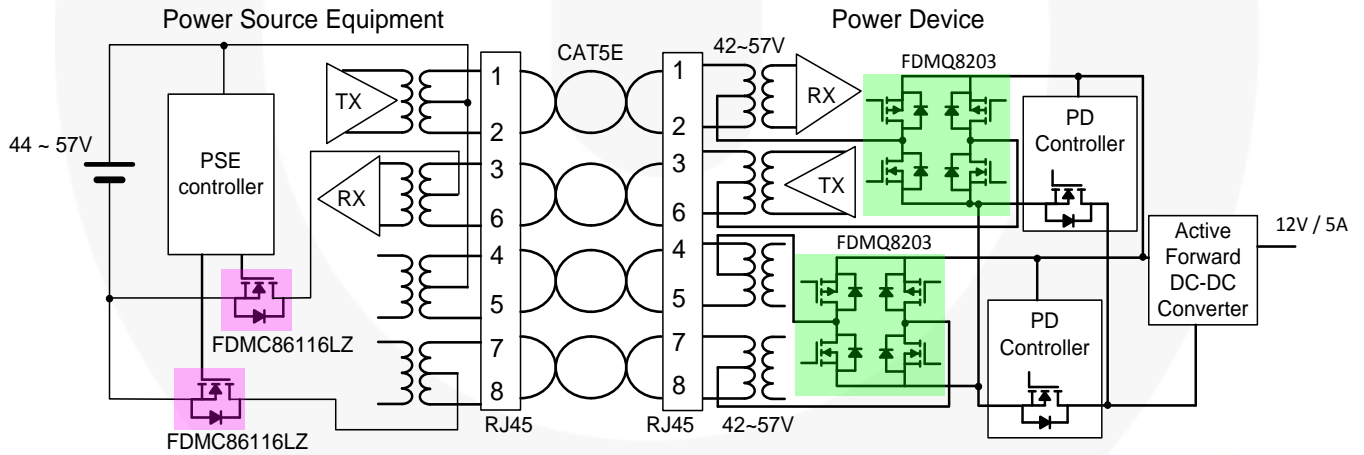 Power Source Equipment
Power Device
44 ~ 57V
PSE
controller
FDMC86116LZ
FDMC86116LZ
TX
RX
1
2
3
6
4
5
7
8
RJ45
CAT5E
1
2
3
6
4
5
7
8
RJ45
42~57V
RX
TX
42~57V
FDMQ8203
FDMQ8203
PD
Controller
PD
Controller
Active
Forward
DC-DC
Converter
12V / 5A